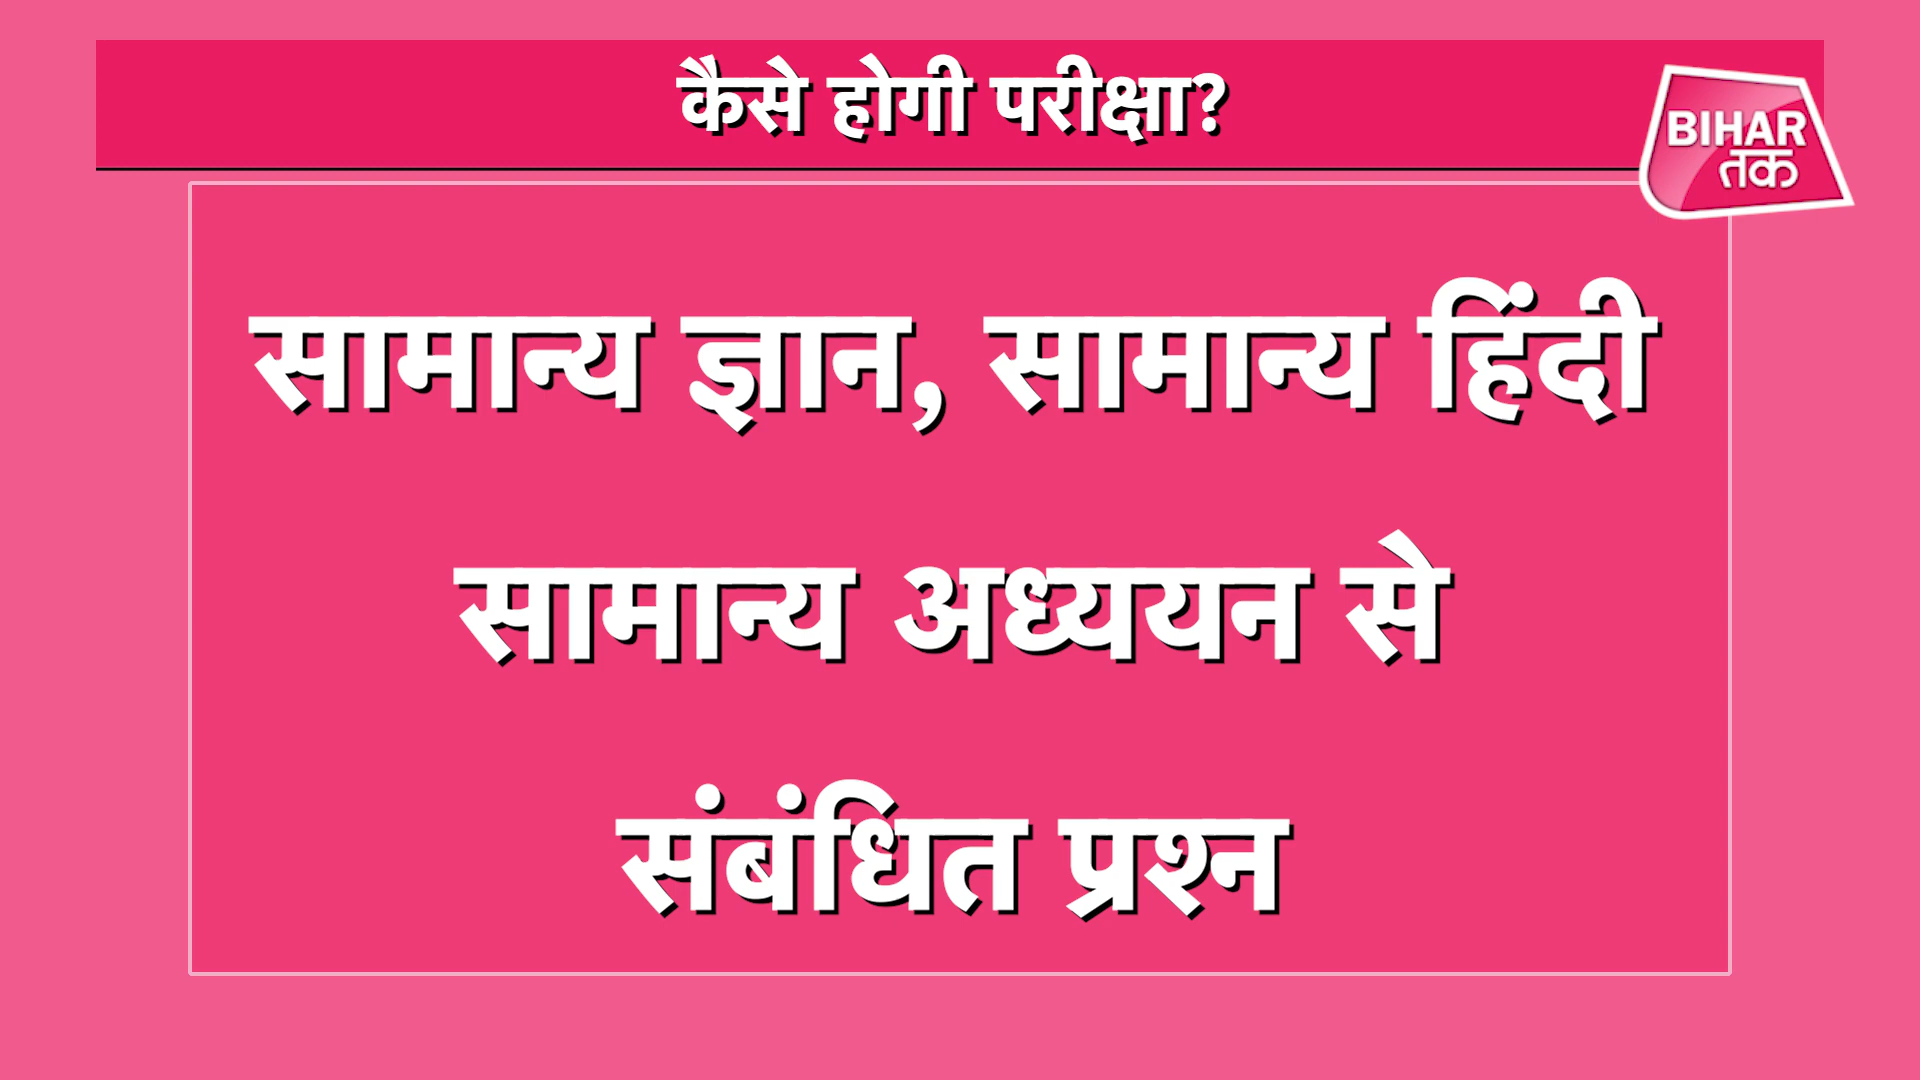 कैसे होगी परीक्षा?
BIHAR
तक
सामान्य ज्ञान, सामान्य हिंदी
सामान्य अध्ययन से
संबंधित प्रश्न